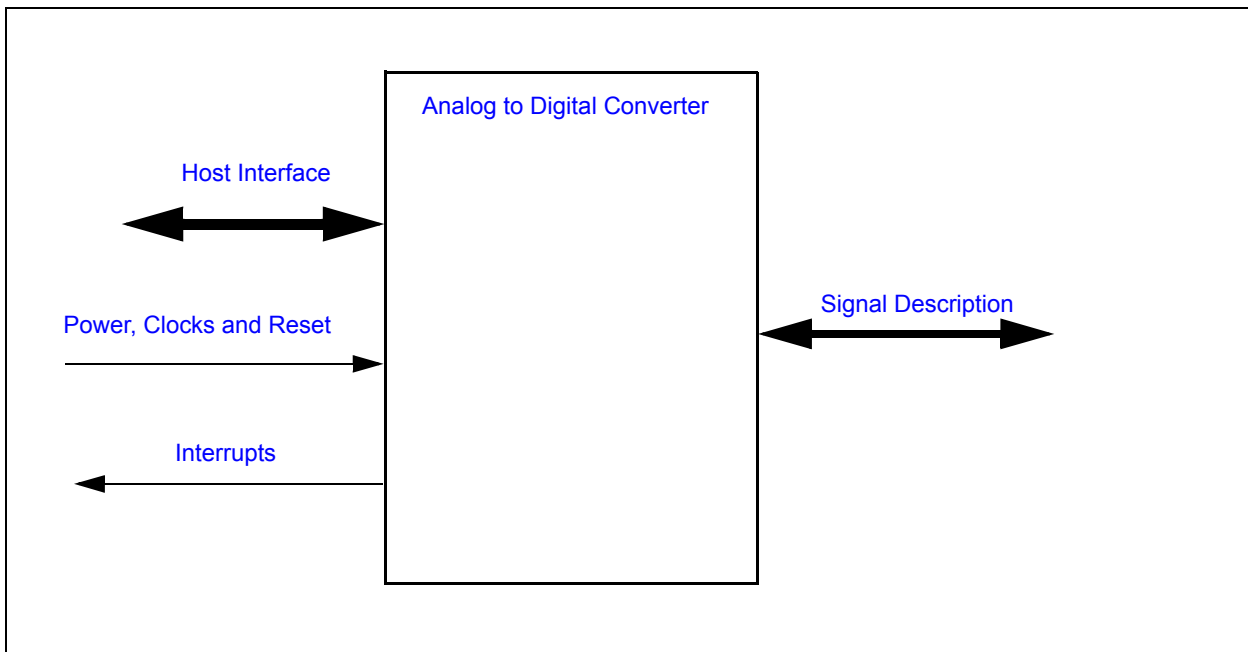 Analog to Digital Converter
Host Interface
Signal Description
Power, Clocks and Reset
Interrupts